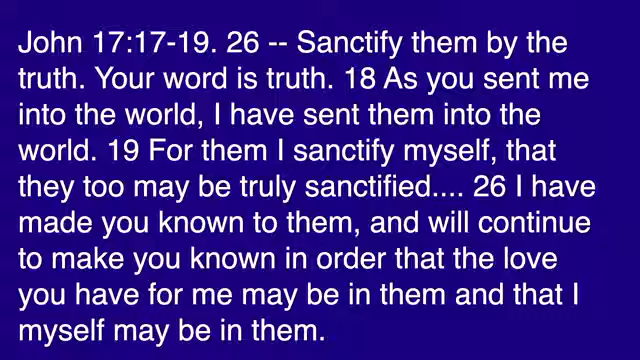 John 17:17-19. 26 -- Sanctify them by the
truth. Your word is truth. 18 As you sent me
into the world, I have sent them into the
world. 19 For them I sanctify myself, that
they too may be truly sanctified.... 26 I have
made you known to them, and will continue
to make you known in order that the love
you have for me may be in them and that I
myself may be in them.